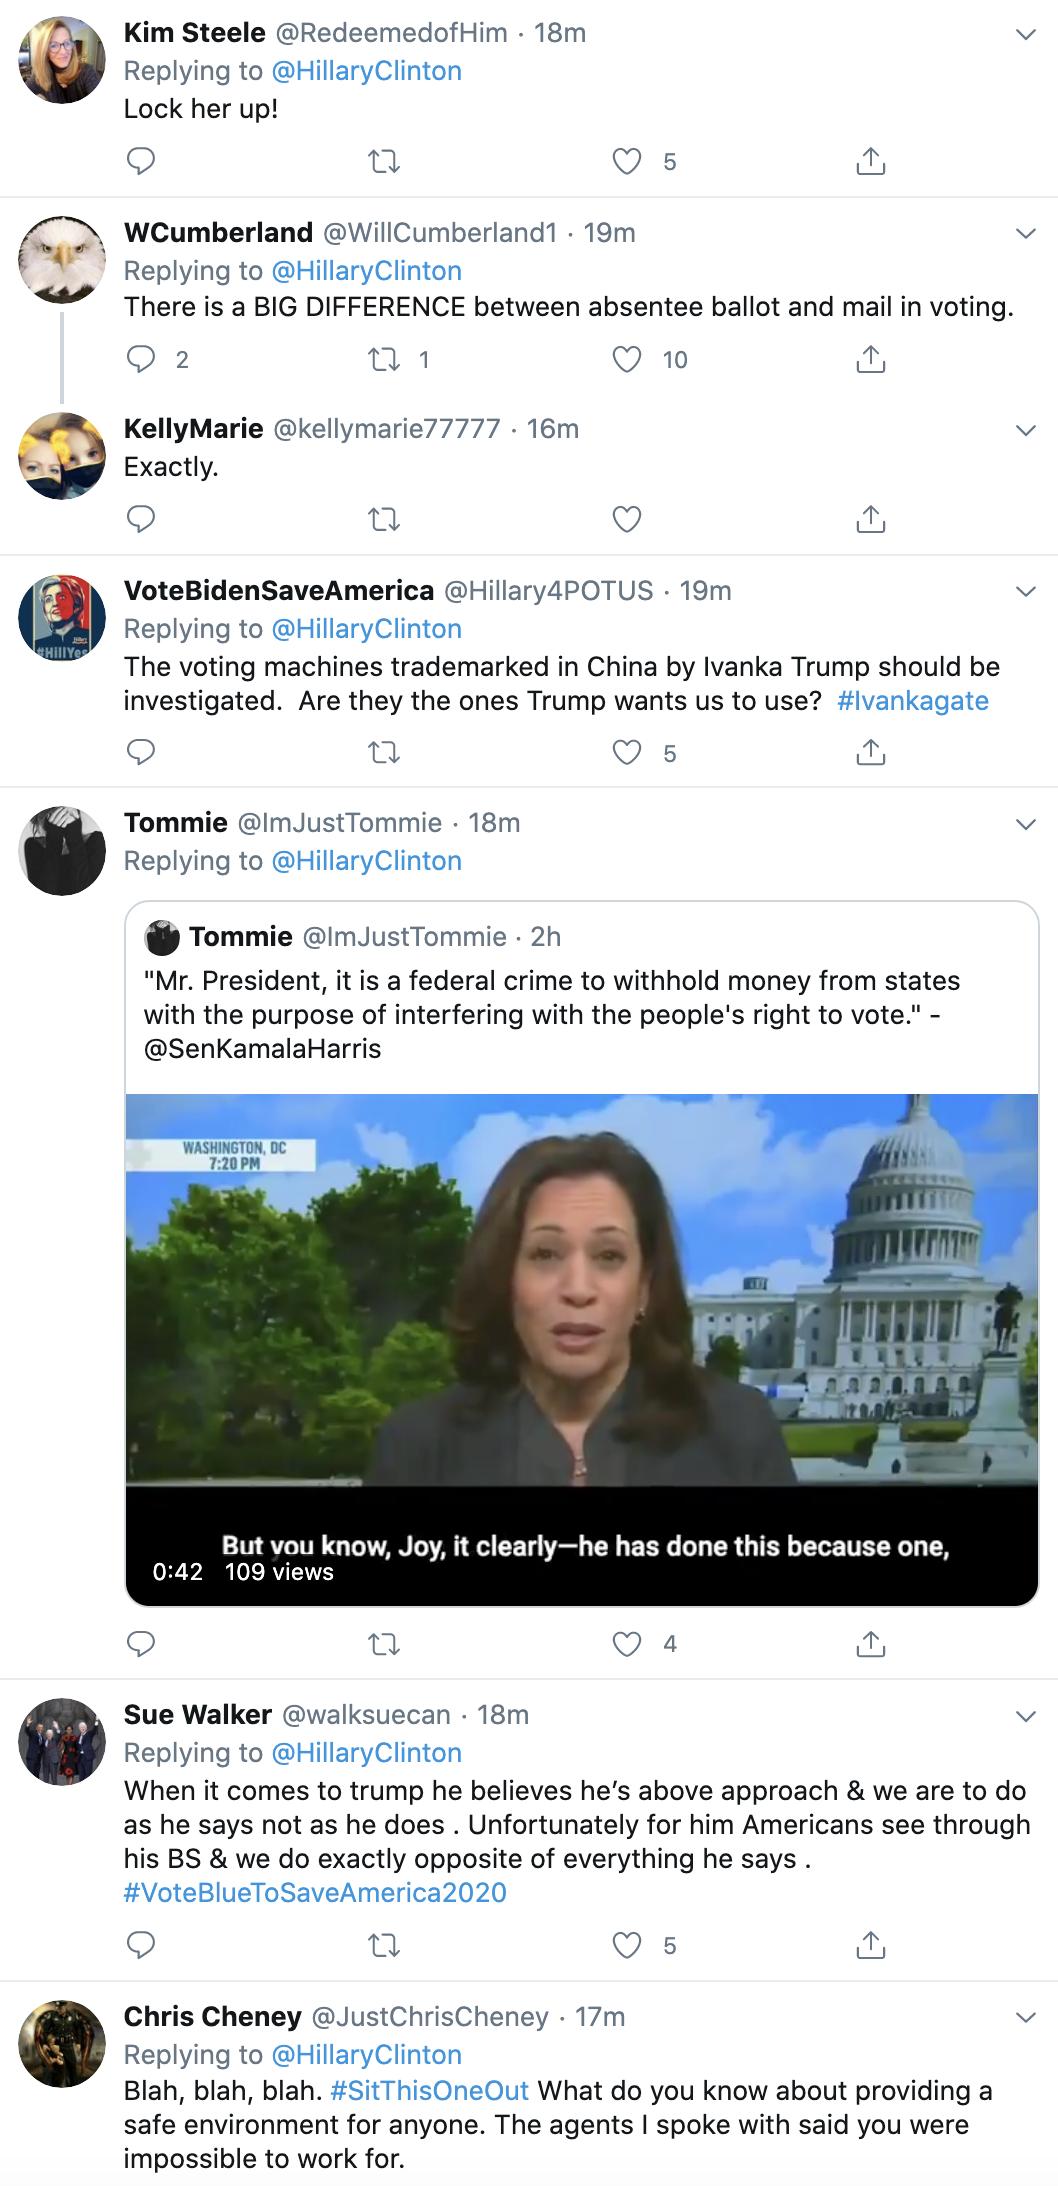 Kim Steele @RedeemedofHim · 18m
Replying to @HillaryClinton
Lock her up!
5
WCumberland @WillCumberland1 · 19m
Replying to @HillaryClinton
There is a BIG DIFFERENCE between absentee ballot and mail in voting.
2 1 10
KellyMarie @kellymarie77777 · 16m
Exactly.
#HillYes
VoteBidenSaveAmerica @Hillary4POTUS · 19m
Replying to @HillaryClinton
The voting machines trademarked in China by Ivanka Trump should be
investigated.  Are they the ones Trump wants us to use?  #Ivankagate
5
Tommie @ImJustTommie · 18m
Replying to @HillaryClinton
Tommie @ImJustTommie · 2h
"Mr. President, it is a federal crime to withhold money from states
with the purpose of interfering with the people's right to vote." -
@SenKamalaHarris
WASHINGTON, DC
7:20 PM
But you know, Joy, it clearly—he has done this because one,
0:42 109 views
4
Sue Walker @walksuecan · 18m
Replying to @HillaryClinton
When it comes to trump he believes he’s above approach & we are to do
as he says not as he does . Unfortunately for him Americans see through
his BS & we do exactly opposite of everything he says .
#VoteBlueToSaveAmerica2020
5
Chris Cheney @JustChrisCheney · 17m
Replying to @HillaryClinton
Blah, blah, blah. #SitThisOneOut What do you know about providing a
safe environment for anyone. The agents I spoke with said you were
impossible to work for.